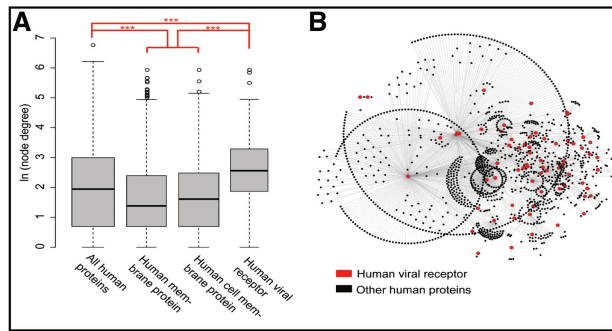 A
B
***
***
***
7
6
5
4
3
2
1
0
ln (node degree)
All human
proteins
Human mem-
brane protein
Human cell mem-
brane protein
Human viral
receptor
Human viral receptor
Other human proteins